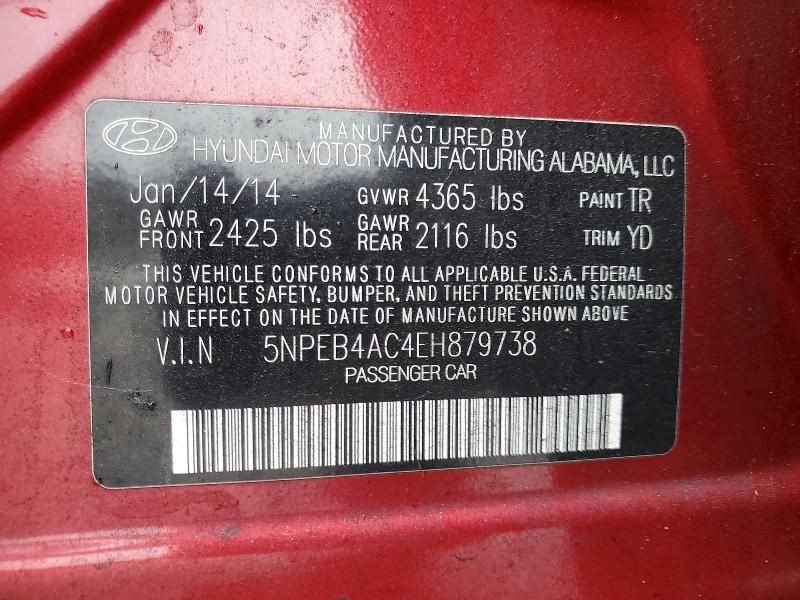 MANUFACTURED BY
HYUNDAI MOTOR MANUFACTURING ALABAMA, LLC
Jan/14/14 GVWR 4365 lbs PAINT TR
GAWR FRONT 2425 lbs GAWR REAR 2116 lbs TRIM YD
THIS VEHICLE CONFORMS TO ALL APPLICABLE U.S.A. FEDERAL
MOTOR VEHICLE SAFETY, BUMPER, AND THEFT PREVENTION STANDARDS
IN EFFECT ON THE DATE OF MANUFACTURE SHOWN ABOVE.
V.I.N 5NPEB4AC4EH879738
PASSENGER CAR